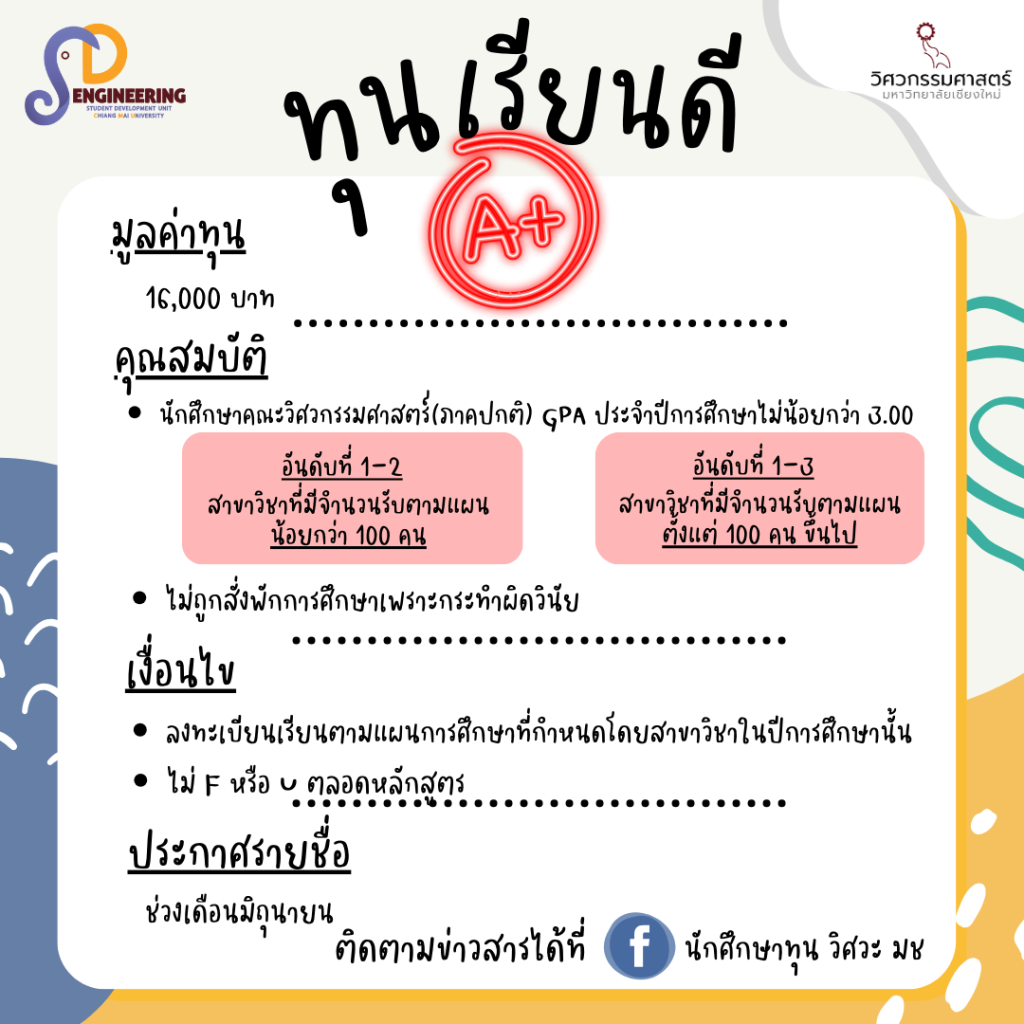 SD
ENGINEERING
STUDENT DEVELOPMENT UNIT
CHIANG MAI UNIVERSITY
วิศวกรรมศาสตร์
มหาวิทยาลัยเชียงใหม่
ทุนเรียนดี
A+
มูลค่าทุน
16,000 บาท
คุณสมบัติ
• นักศึกษาคณะวิศวกรรมศาสตร์(ภาคปกติ) GPA ประจำปีการศึกษาไม่น้อยกว่า 3.00
อันดับที่ 1-2
สาขาวิชาที่มีจำนวนรับตามแผน
น้อยกว่า 100 คน
อันดับที่ 1-3
สาขาวิชาที่มีจำนวนรับตามแผน
ตั้งแต่ 100 คน ขึ้นไป
• ไม่ถูกสั่งพักการศึกษาเพราะกระทำผิดวินัย
เงื่อนไข
• ลงทะเบียนเรียนตามแผนการศึกษาที่กำหนดโดยสาขาวิชาในปีการศึกษานั้น
• ไม่ F หรือ U ตลอดหลักสูตร
ประกาศรายชื่อ
ช่วงเดือนมิถุนายน
ติดตามข่าวสารได้ที่ f นักศึกษาทุน วิศวะ มช